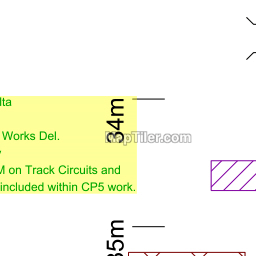 lta
Works Del.
M on Track Circuits and
included within CP5 work.
34m
MapTiler.com
35m